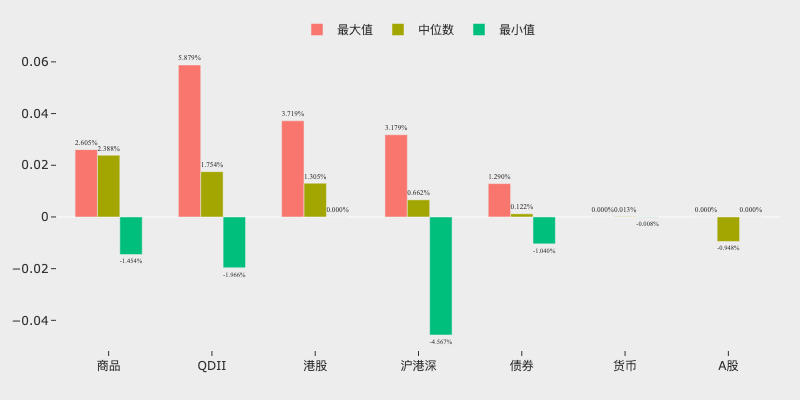 最大值 中位数 最小值
0.06
0.04
0.02
0
−0.02
−0.04
2.605% 2.388% -1.454%
5.879% 1.754% -1.966%
3.719% 1.305% 0.000%
3.179% 0.662% -4.567%
1.290% 0.122% -1.040%
0.000% 0.013% -0.008%
0.000% -0.948% 0.000%
商品 QDII 港股 沪港深 债券 货币 A股